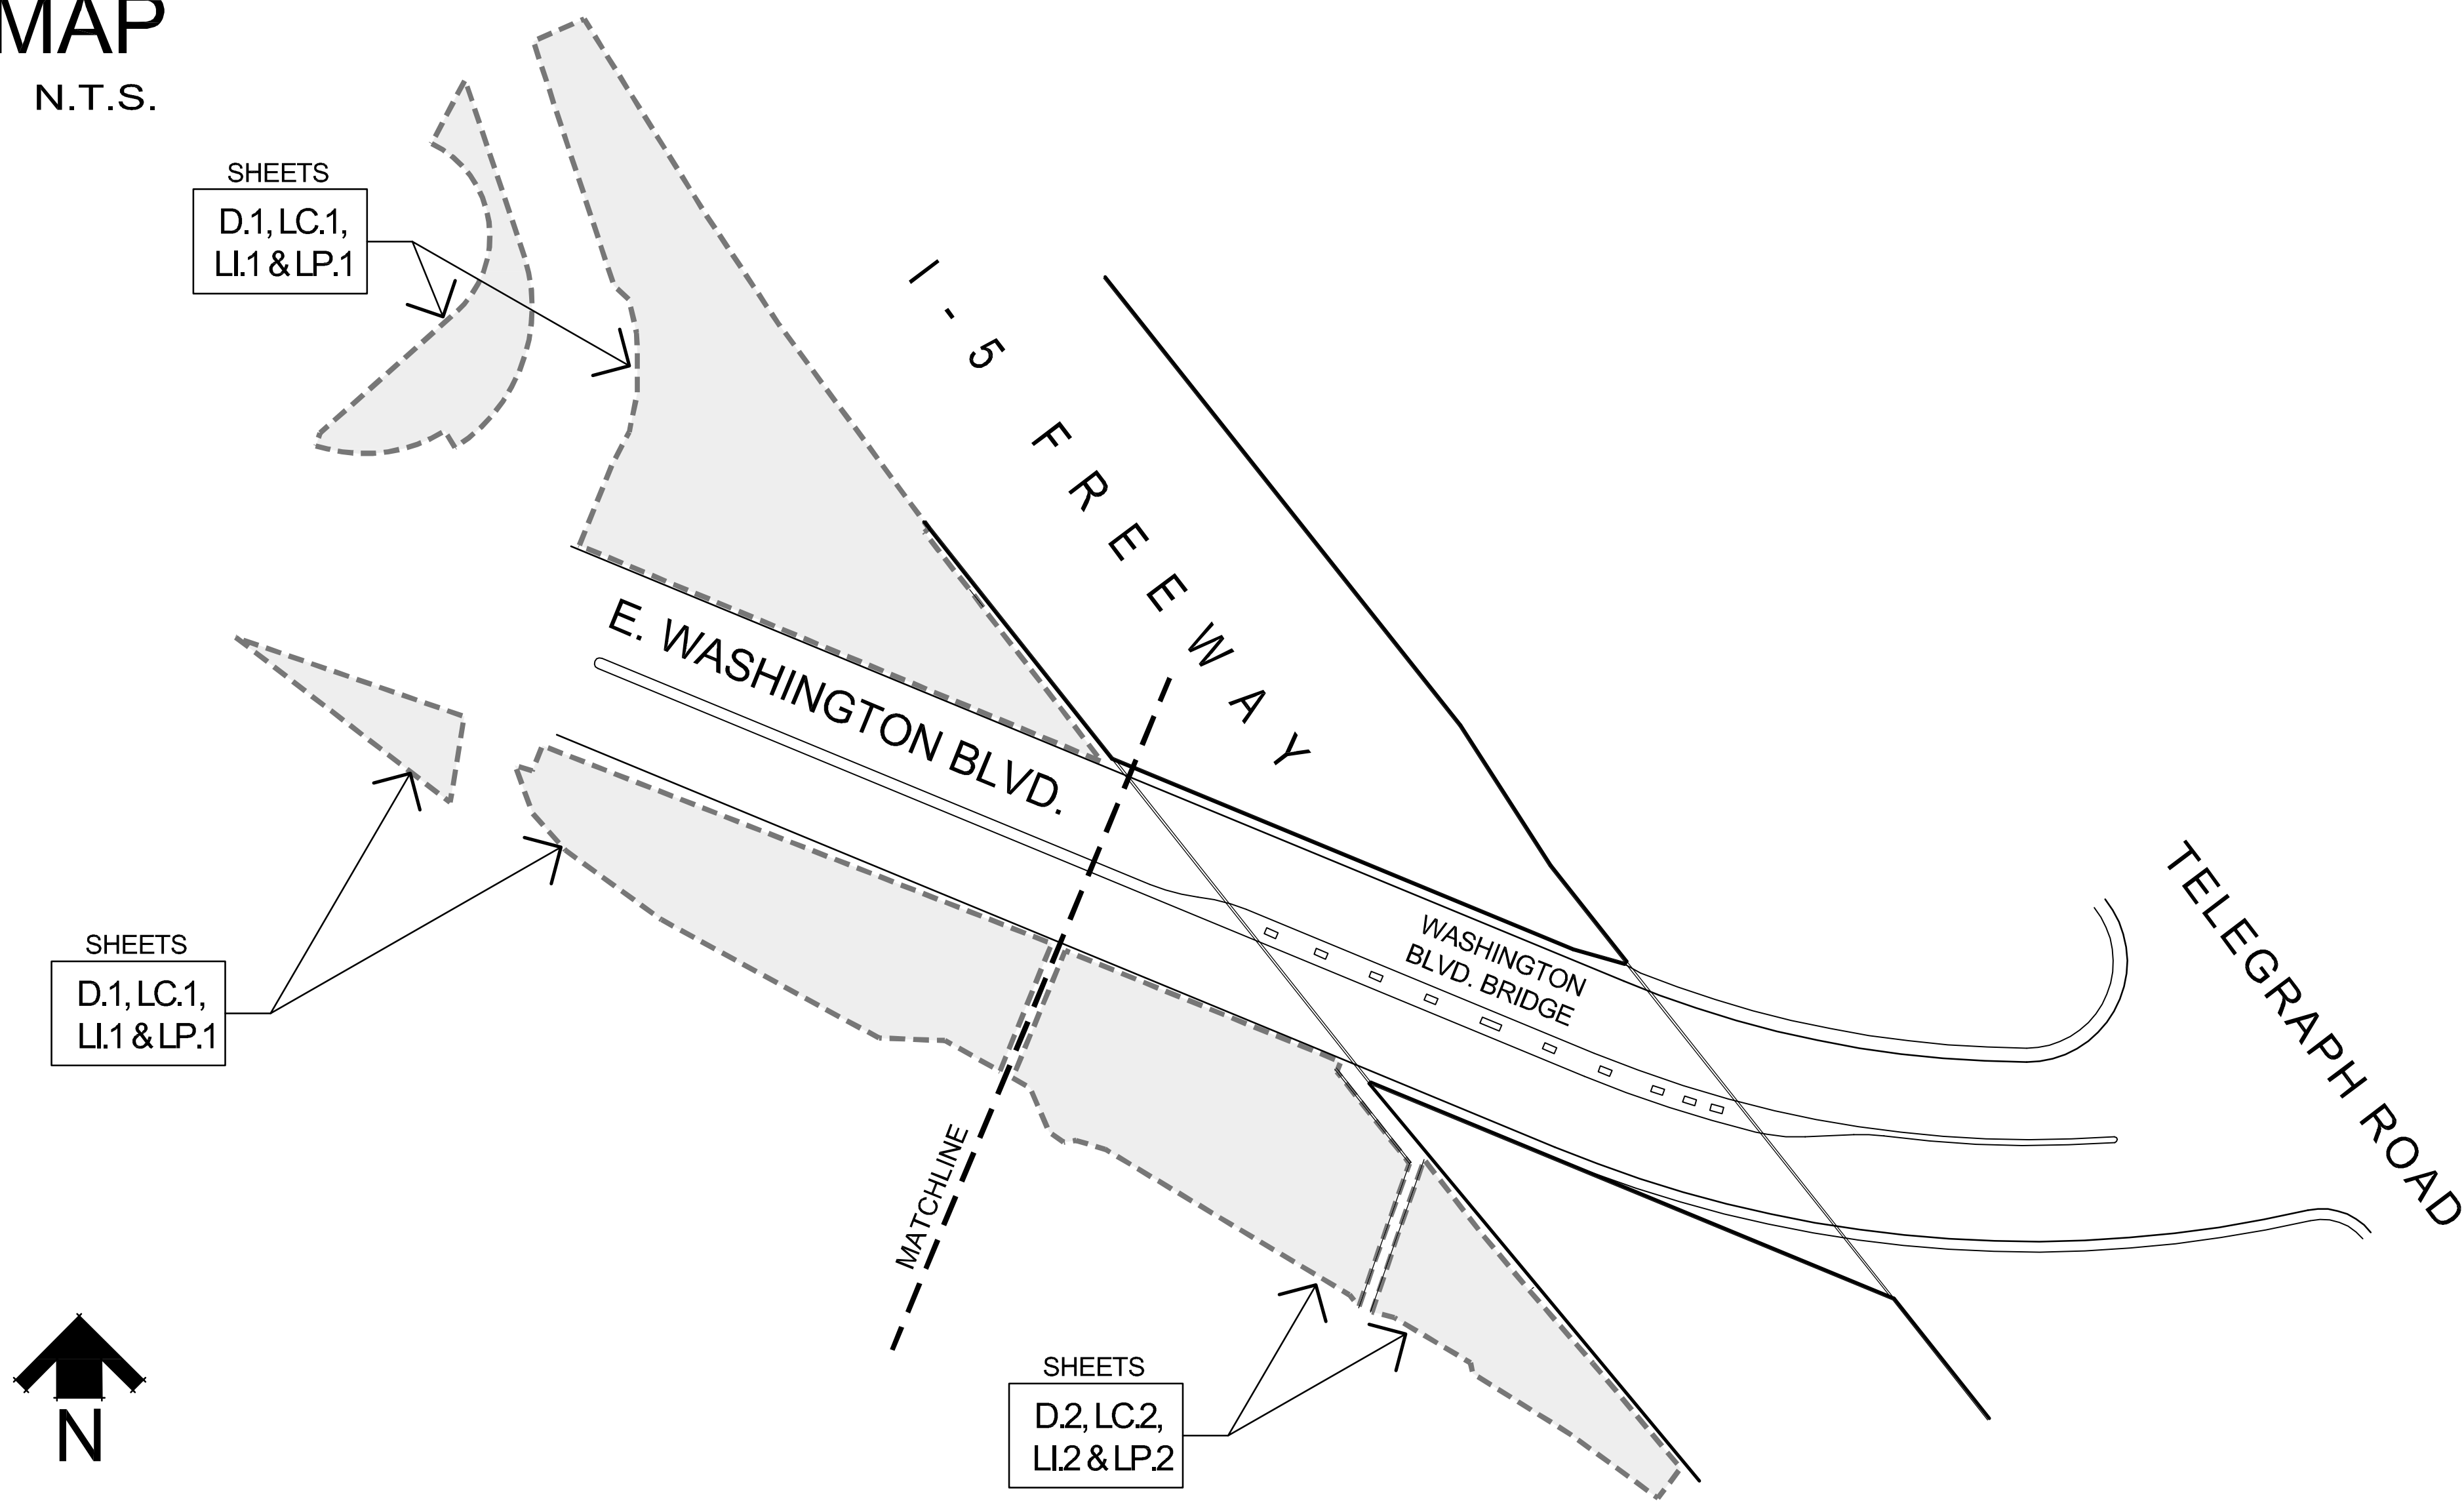 MAP
N.T.S.
SHEETS
D.1, LC.1,
LI.1 & LP.1
I - 5 FREEWAY
E. WASHINGTON BLVD.
WASHINGTON
BLVD. BRIDGE
TELEGRAPH ROAD
SHEETS
D.1, LC.1,
LI.1 & LP.1
MATCHLINE
SHEETS
D.2, LC.2,
LI.2 & LP.2
N